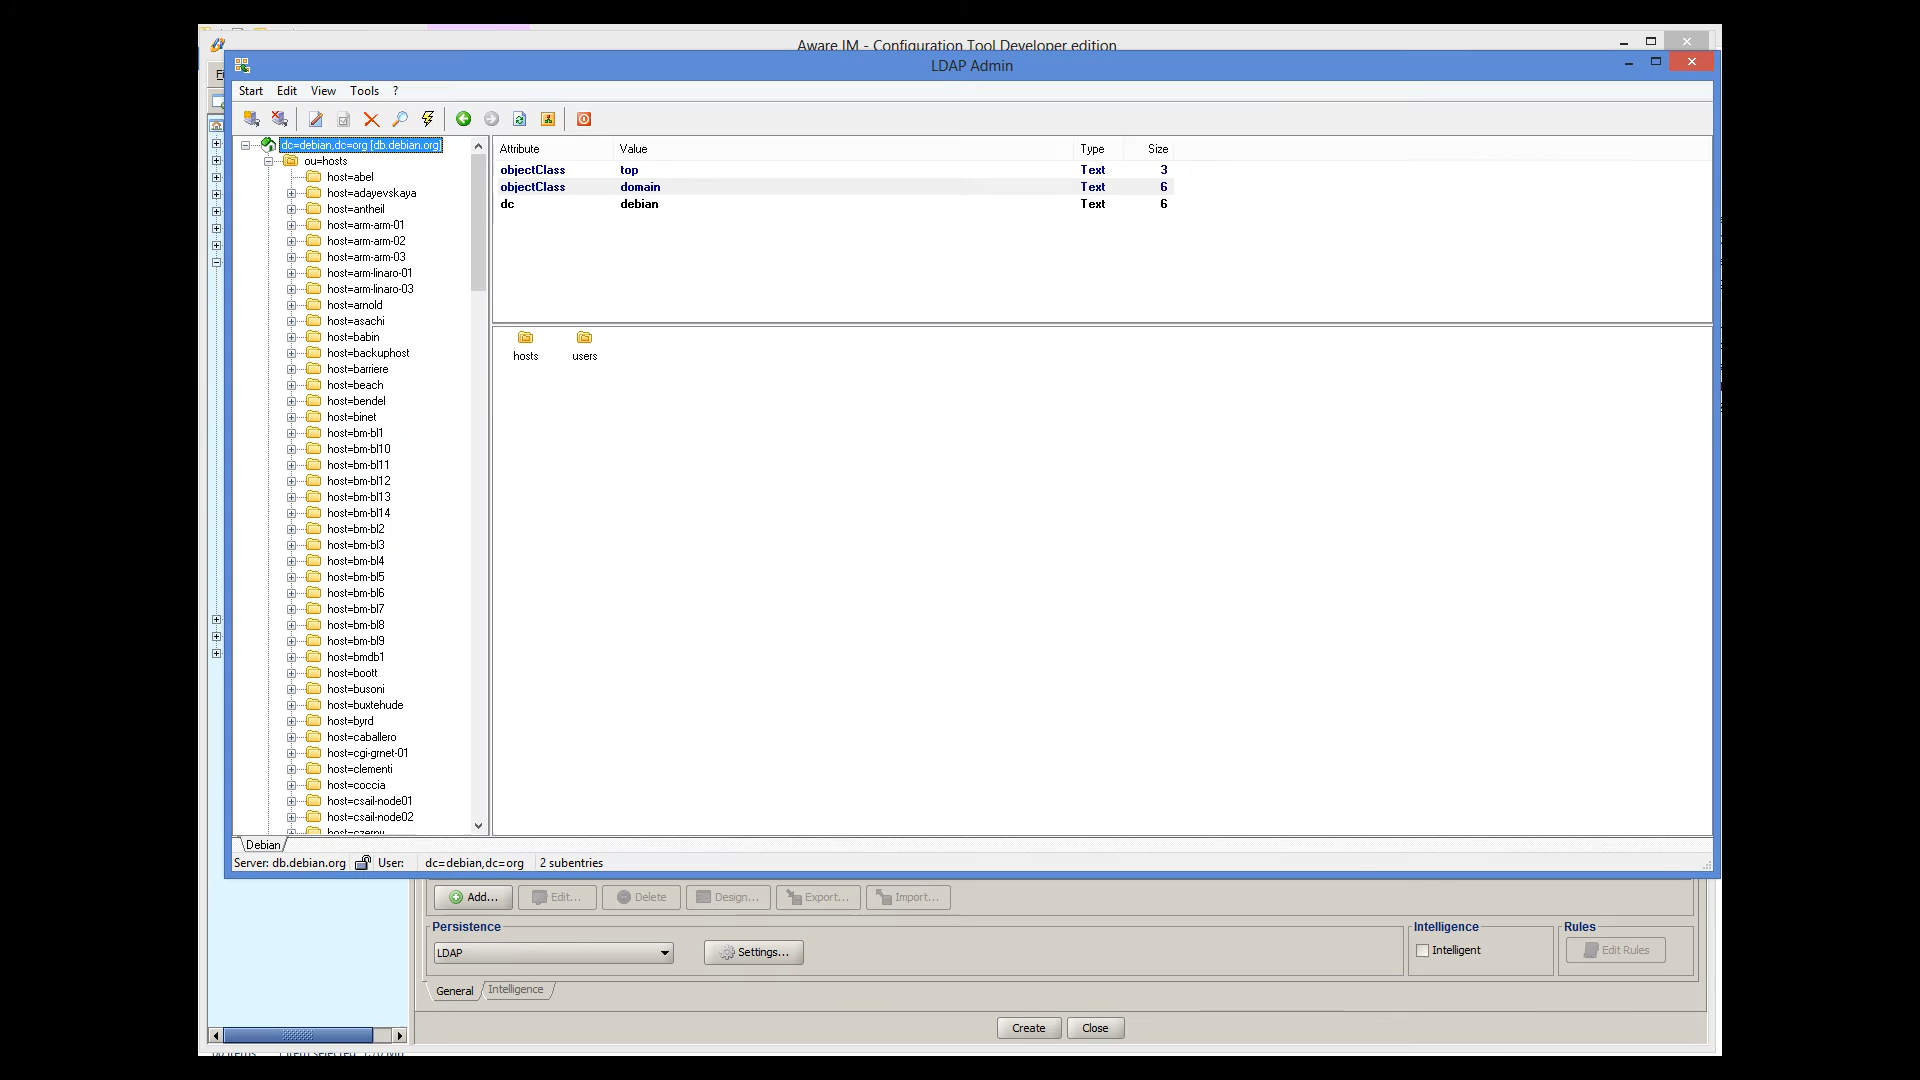 Aware IM - Configuration Tool Developer edition
LDAP Admin
Start Edit View Tools ?
dc=debian,dc=org [db.debian.org]
ou=hosts
host=abel
host=adayevskaya
host=antheil
host=arm-arm-01
host=arm-arm-02
host=arm-arm-03
host=arm-linaro-01
host=arm-linaro-03
host=arnold
host=asachi
host=babin
host=backuphost
host=barriere
host=beach
host=bendel
host=binet
host=bm-bl1
host=bm-bl10
host=bm-bl11
host=bm-bl12
host=bm-bl13
host=bm-bl14
host=bm-bl2
host=bm-bl3
host=bm-bl4
host=bm-bl5
host=bm-bl6
host=bm-bl7
host=bm-bl8
host=bm-bl9
host=bmdb1
host=boott
host=busoni
host=buxtehude
host=byrd
host=caballero
host=cgi-grnet-01
host=clementi
host=coccia
host=csail-node01
host=csail-node02
Attribute Value Type Size
objectClass top Text 3
objectClass domain Text 6
dc debian Text 6
hosts users
Debian
Server: db.debian.org User: dc=debian,dc=org 2 subentries
Add... Edit... Delete Design... Export... Import...
Persistence Intelligence Rules
LDAP Settings... Intelligent Edit Rules
General Intelligence
Create Close